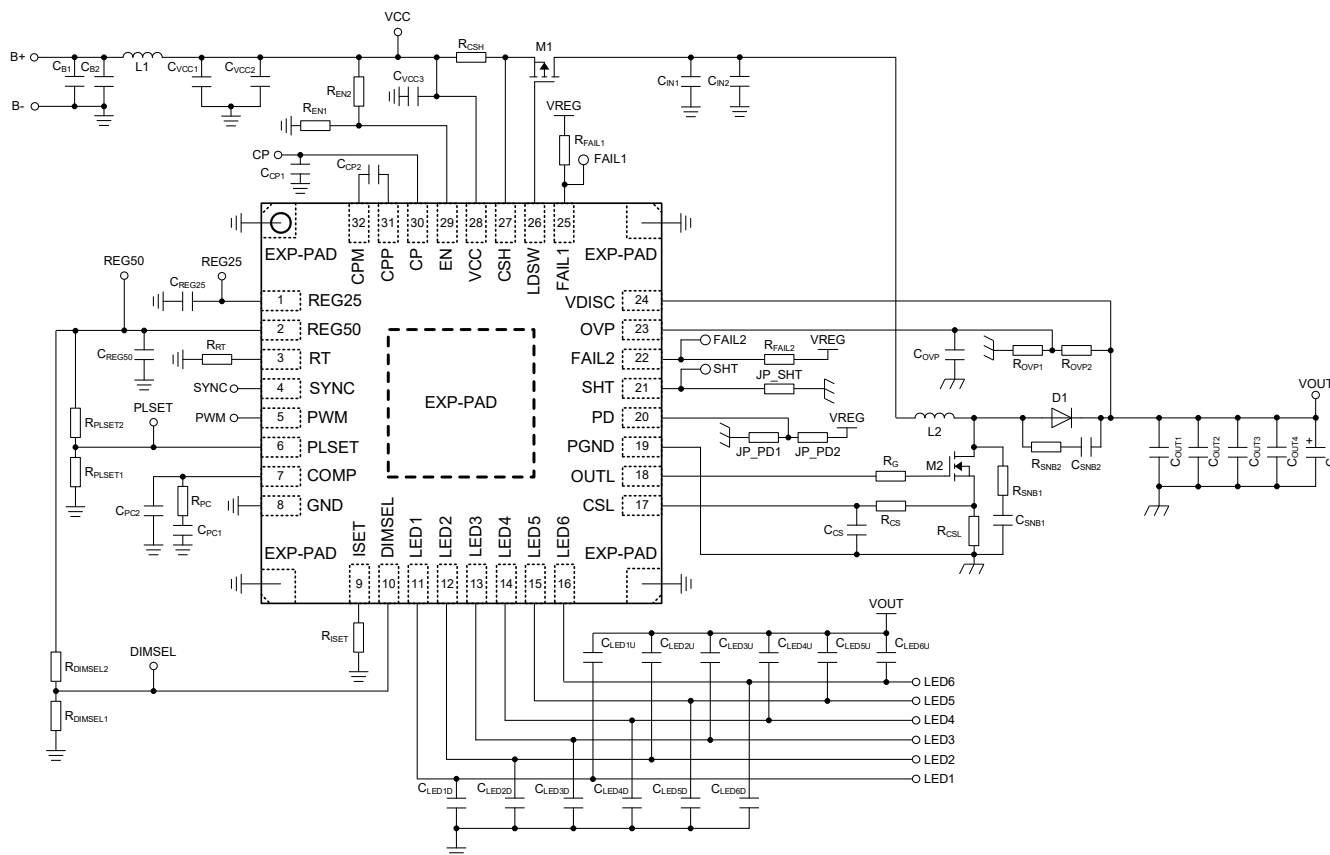 VCC
B+
B-
CB1
CB2
L1
CVCC1
CVCC2
REN2
REN1
CVCC3
RCSH
M1
CIN1
CIN2
VREG
RFAIL1
FAIL1
CP
CCP1
CCP2
32
31
30
29
28
27
26
25
EXP-PAD
CPM
CPP
CP
EN
VCC
CSH
LDSW
FAIL1
EXP-PAD
REG50
REG25
CREG25
CREG50
RRT
SYNC
PLSET
PWM
RPLSET2
RPLSET1
CPC2
RPC
CPC1
1 REG25
2 REG50
3 RT
4 SYNC
5 PWM
6 PLSET
7 COMP
8 GND
EXP-PAD
VDISC 24
OVP 23
FAIL2 22
SHT 21
PD 20
PGND 19
OUTL 18
CSL 17
FAIL2
RFAIL2
VREG
SHT
JP_SHT
JP_PD1
JP_PD2
VREG
COVP
ROVP1
ROVP2
L2
D1
RSNB2
CSNB2
VOUT
COUT1
COUT2
COUT3
COUT4
+
C
RG
M2
RSNB1
CSNB1
CCS
RCS
RCSL
EXP-PAD
ISET
DIMSEL
LED1
LED2
LED3
LED4
LED5
LED6
EXP-PAD
9
10
11
12
13
14
15
16
RISET
DIMSEL
RDIMSEL2
RDIMSEL1
VOUT
CLED1U
CLED2U
CLED3U
CLED4U
CLED5U
CLED6U
LED6
LED5
LED4
LED3
LED2
LED1
CLED1D
CLED2D
CLED3D
CLED4D
CLED5D
CLED6D